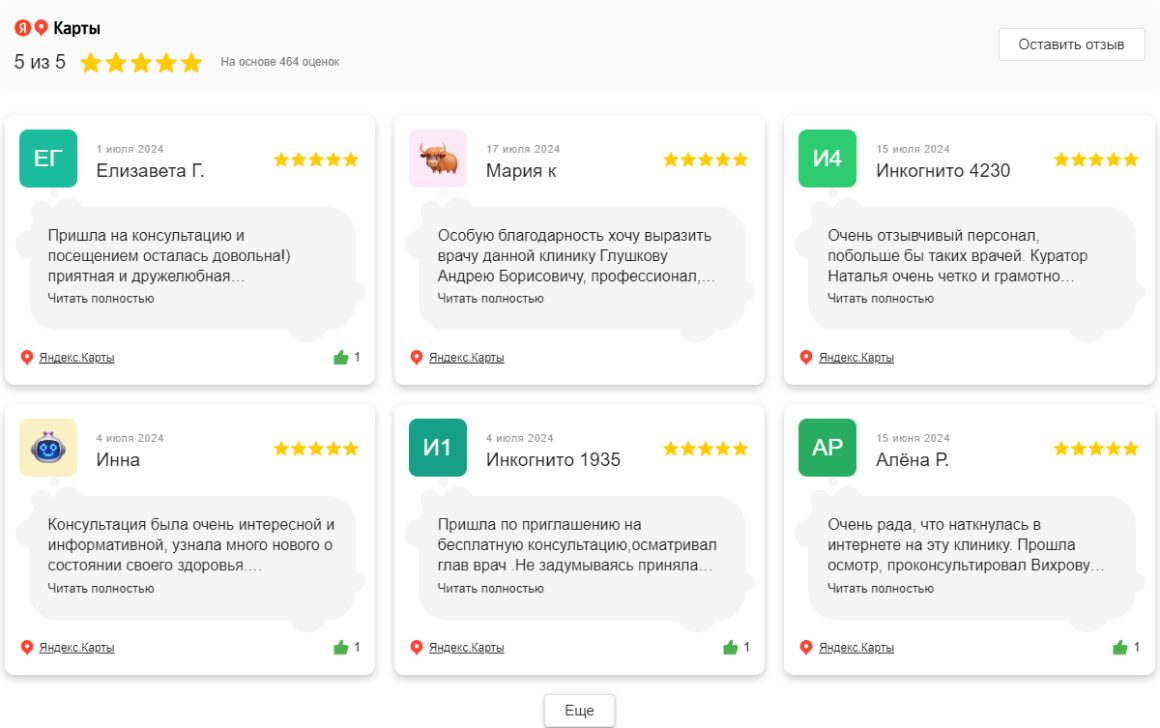 Я Карты
5 из 5 На основе 464 оценок
Оставить отзыв
ЕГ
1 июля 2024
Елизавета Г.
Пришла на консультацию и
посещением осталась довольна!)
приятная и дружелюбная…
Читать полностью
Яндекс.Карты 1
17 июля 2024
Мария к
Особую благодарность хочу выразить
врачу данной клинику Глушкову
Андрею Борисовичу, профессионал,…
Читать полностью
Яндекс.Карты
И4
15 июля 2024
Инкогнито 4230
Очень отзывчивый персонал,
побольше бы таких врачей. Куратор
Наталья очень четко и грамотно…
Читать полностью
Яндекс.Карты
4 июля 2024
Инна
Консультация была очень интересной и
информативной, узнала много нового о
состоянии своего здоровья.…
Читать полностью
Яндекс.Карты 1
И1
4 июля 2024
Инкогнито 1935
Пришла по приглашению на
бесплатную консультацию,осматривал
глав врач .Не задумываясь приняла…
Читать полностью
Яндекс.Карты 1
АР
15 июня 2024
Алёна Р.
Очень рада, что наткнулась в
интернете на эту клинику. Прошла
осмотр, проконсультировал Вихрову…
Читать полностью
Яндекс.Карты 1
Еще